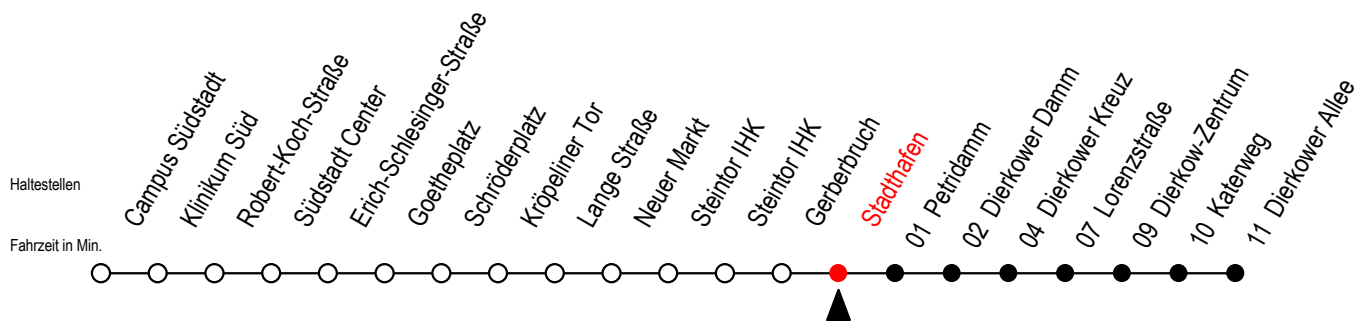 Haltestellen
Fahrzeit in Min.
Campus Südstadt
Klinikum Süd
Robert-Koch-Straße
Südstadt Center
Erich-Schlesinger-Straße
Goetheplatz
Schröderplatz
Kröpeliner Tor
Lange Straße
Neuer Markt
Steintor IHK
Steintor IHK
Gerberbruch
Stadthafen
01 Petridamm
02 Dierkower Damm
04 Dierkower Kreuz
07 Lorenzstraße
09 Dierkow-Zentrum
10 Katerweg
11 Dierkower Allee